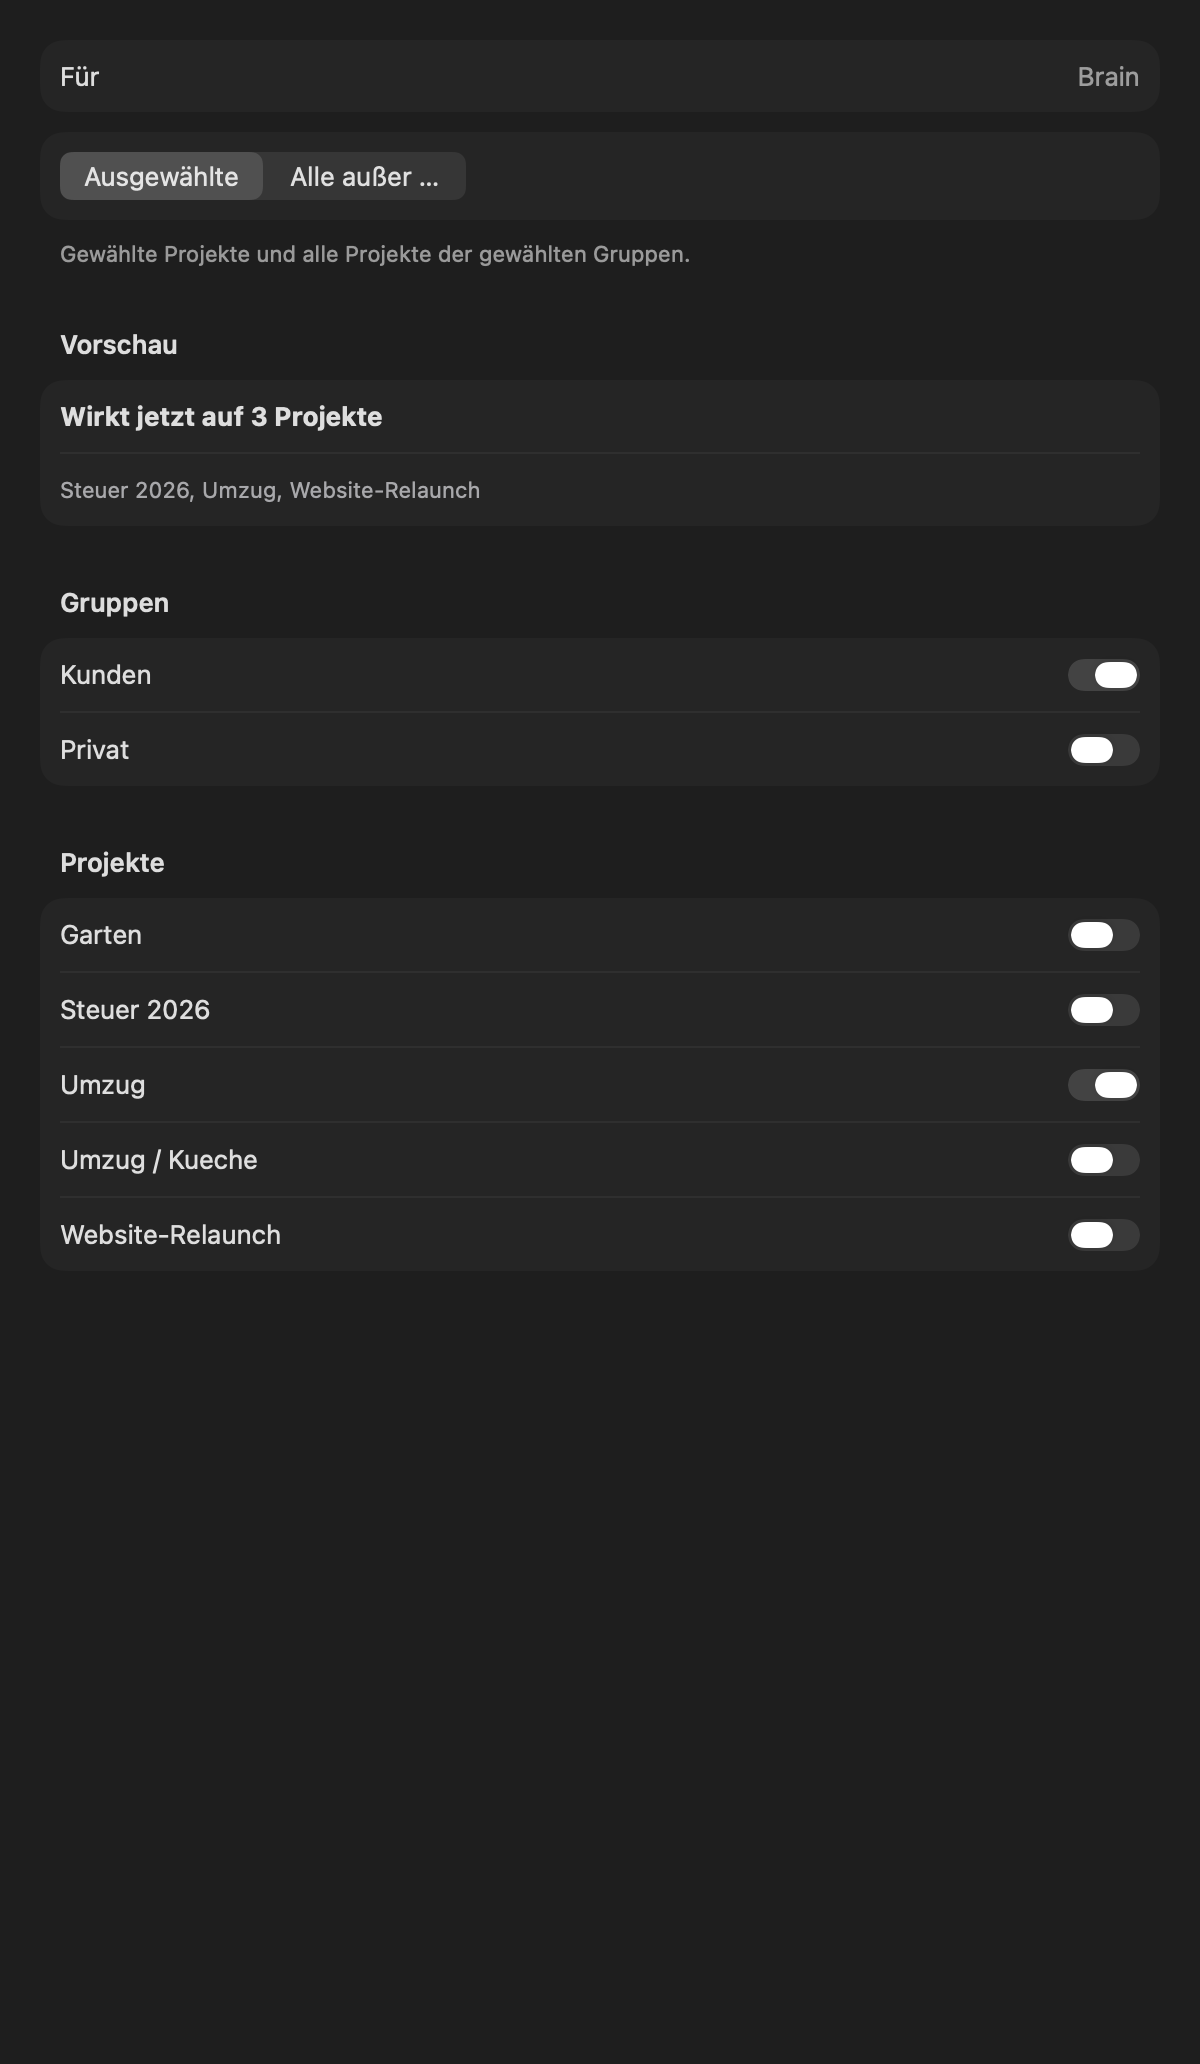 Für
Brain
Ausgewählte
Alle außer ...
Gewählte Projekte und alle Projekte der gewählten Gruppen.
Vorschau
Wirkt jetzt auf 3 Projekte
Steuer 2026, Umzug, Website-Relaunch
Gruppen
Kunden
Privat
Projekte
Garten
Steuer 2026
Umzug
Umzug / Kueche
Website-Relaunch